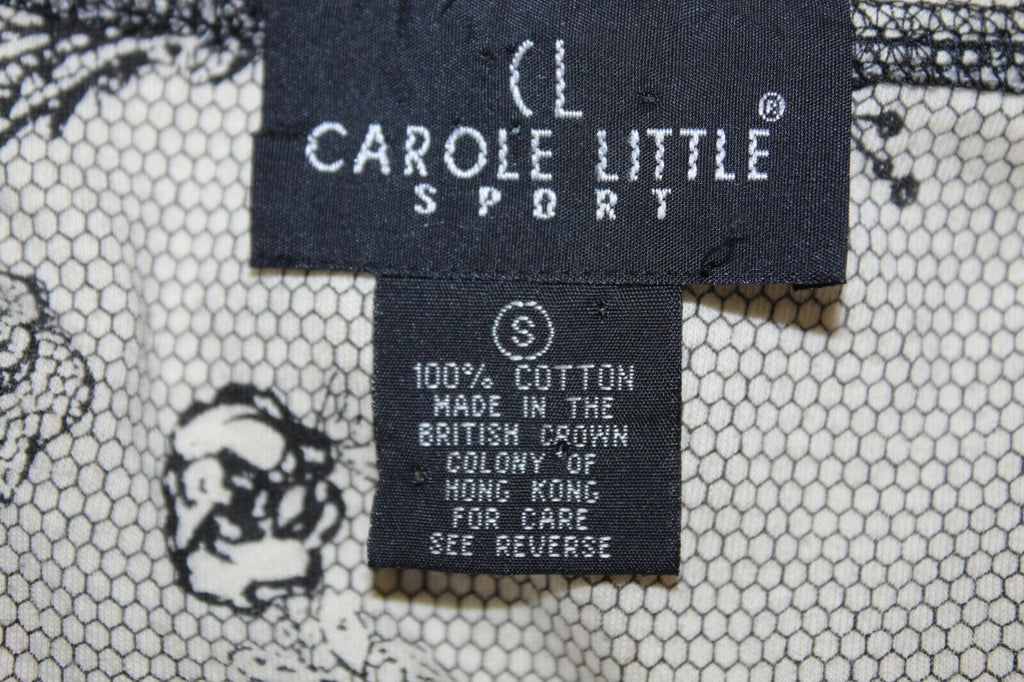 CL
CAROLE LITTLE®
SPORT
S
100% COTTON
MADE IN THE
BRITISH CROWN
COLONY OF
HONG KONG
FOR CARE
SEE REVERSE